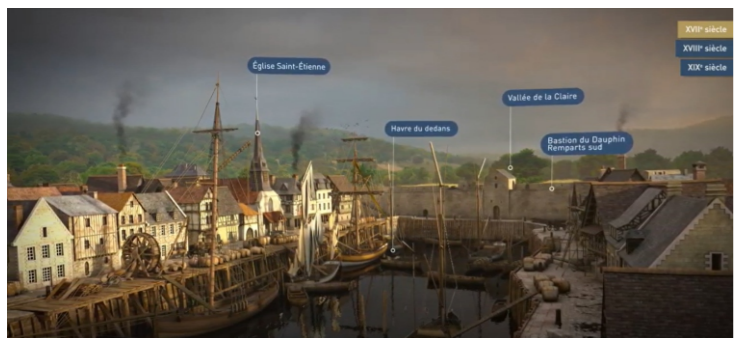 XVIIe siècle
XVIIIe siècle
XIXe siècle
Église Saint-Étienne
Vallée de la Claire
Havre du dedans
Bastion du Dauphin
Remparts sud